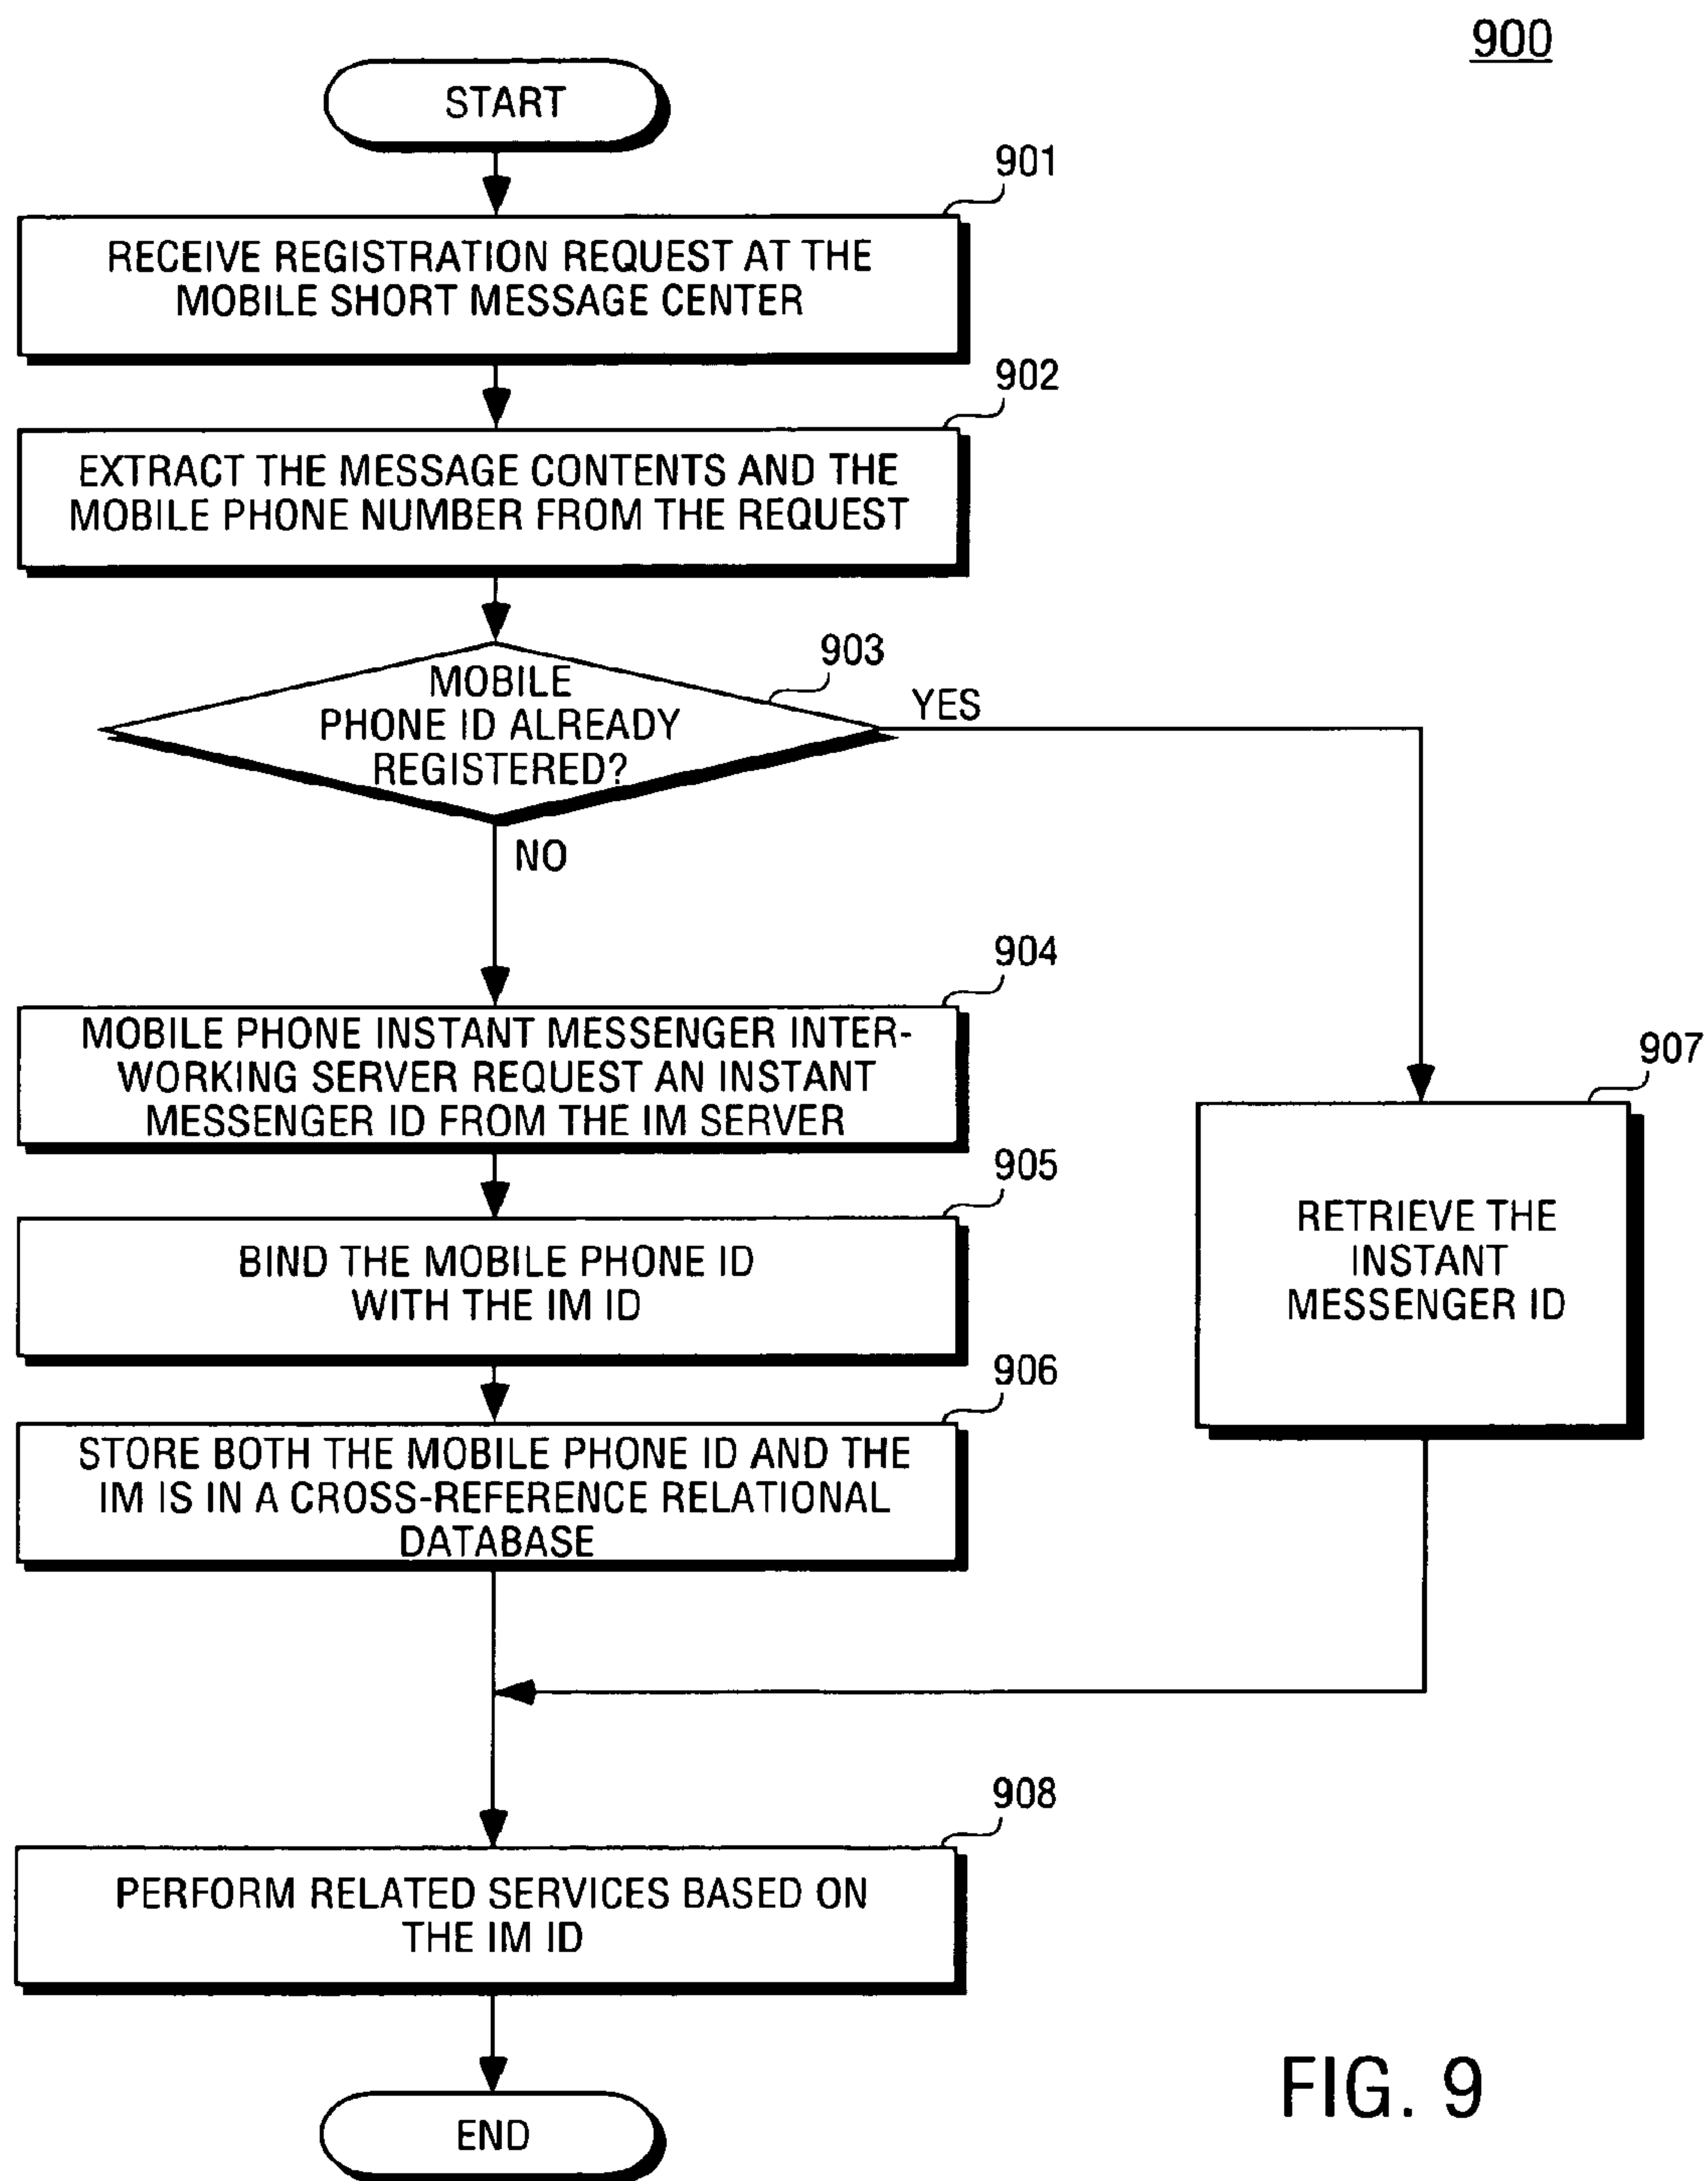 900
START
901
RECEIVE REGISTRATION REQUEST AT THE
MOBILE SHORT MESSAGE CENTER
902
EXTRACT THE MESSAGE CONTENTS AND THE
MOBILE PHONE NUMBER FROM THE REQUEST
903
MOBILE
PHONE ID ALREADY
REGISTERED?
YES
NO
904
MOBILE PHONE INSTANT MESSENGER INTER-
WORKING SERVER REQUEST AN INSTANT
MESSENGER ID FROM THE IM SERVER
905
BIND THE MOBILE PHONE ID
WITH THE IM ID
906
STORE BOTH THE MOBILE PHONE ID AND THE
IM IS IN A CROSS-REFERENCE RELATIONAL
DATABASE
907
RETRIEVE THE
INSTANT
MESSENGER ID
908
PERFORM RELATED SERVICES BASED ON
THE IM ID
END
FIG. 9